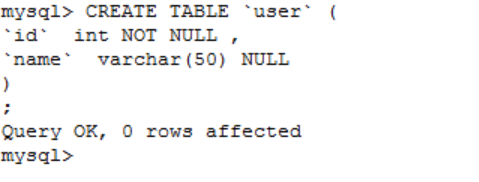 mysql> CREATE TABLE `user` (
`id`  int NOT NULL ,
`name`  varchar(50) NULL
)
;
Query OK, 0 rows affected
mysql>